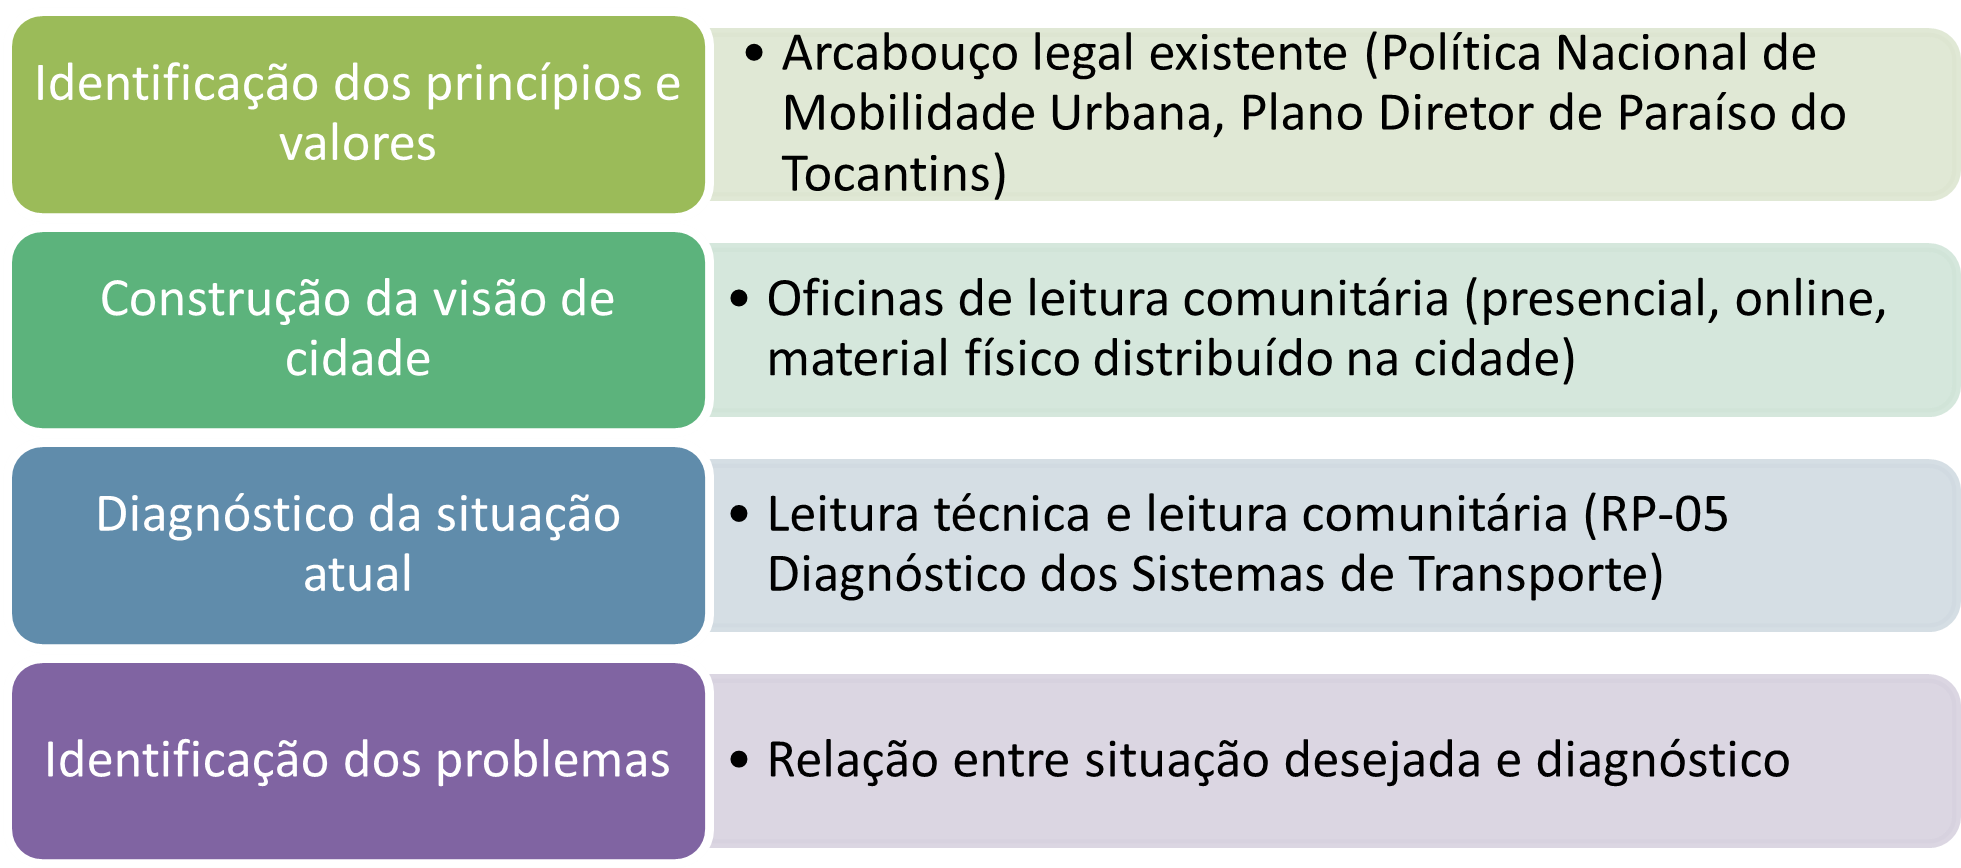 Identificação dos princípios e
valores
• Arcabouço legal existente (Política Nacional de
Mobilidade Urbana, Plano Diretor de Paraíso do
Tocantins)
Construção da visão de
cidade
• Oficinas de leitura comunitária (presencial, online,
material físico distribuído na cidade)
Diagnóstico da situação
atual
• Leitura técnica e leitura comunitária (RP-05
Diagnóstico dos Sistemas de Transporte)
Identificação dos problemas
• Relação entre situação desejada e diagnóstico